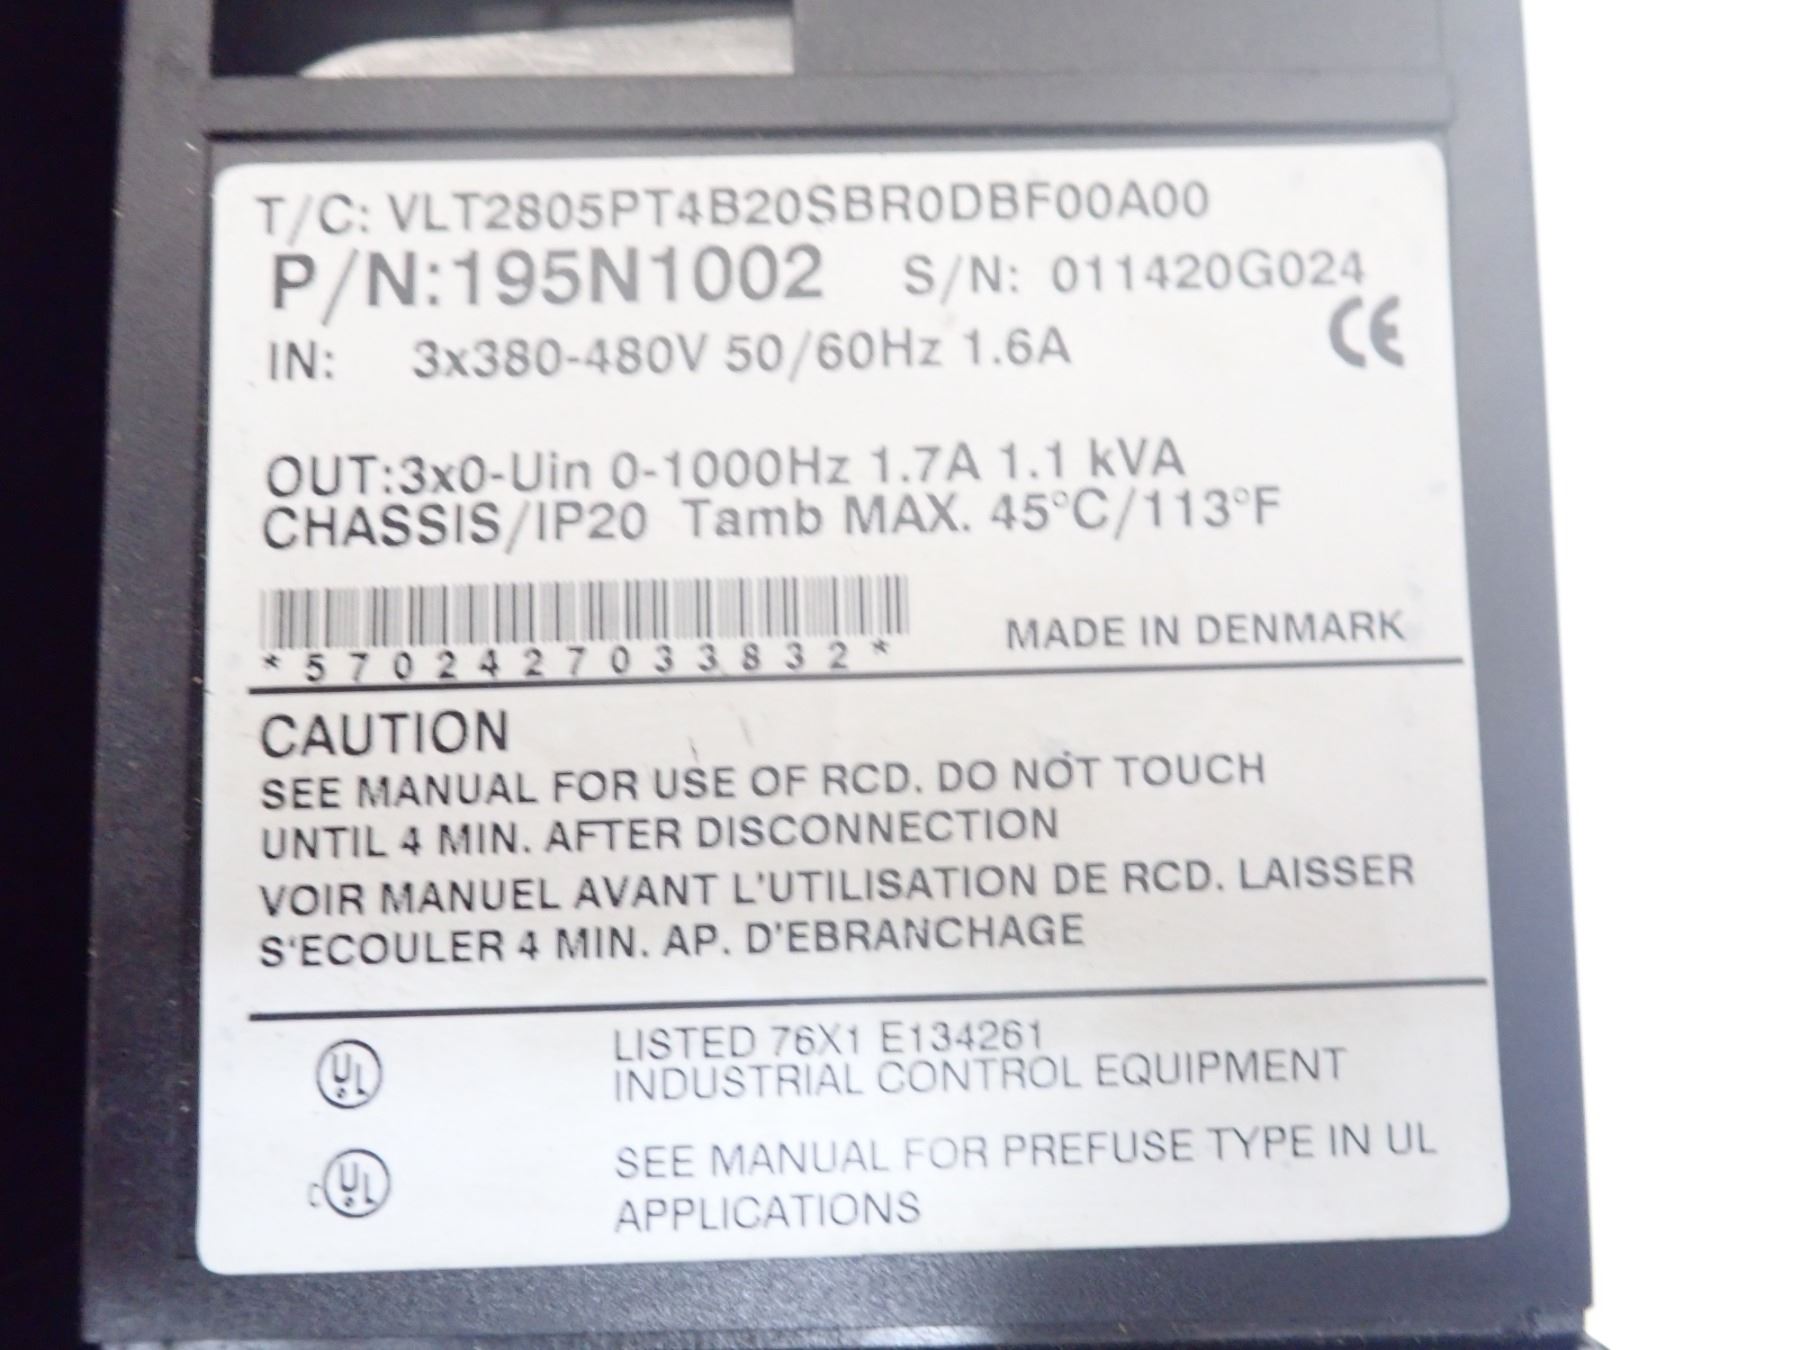 T/C: VLT2805PT4B20SBR0DBF00A00
P/N:195N1002 S/N: 011420G024
CE
IN: 3x380-480V 50/60Hz 1.6A
OUT:3x0-Uin 0-1000Hz 1.7A 1.1 kVA
CHASSIS/IP20 Tamb MAX. 45°C/113°F
*5702427033832*
MADE IN DENMARK
CAUTION
SEE MANUAL FOR USE OF RCD. DO NOT TOUCH
UNTIL 4 MIN. AFTER DISCONNECTION
VOIR MANUEL AVANT L'UTILISATION DE RCD. LAISSER
S'ECOULER 4 MIN. AP. D'EBRANCHAGE
UL
LISTED 76X1 E134261
INDUSTRIAL CONTROL EQUIPMENT
c UL
SEE MANUAL FOR PREFUSE TYPE IN UL
APPLICATIONS